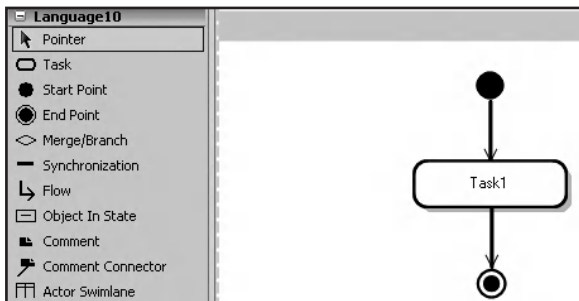 Language10
Pointer
Task
Start Point
End Point
Merge/Branch
Synchronization
Flow
Object In State
Comment
Comment Connector
Actor Swimlane
Task1